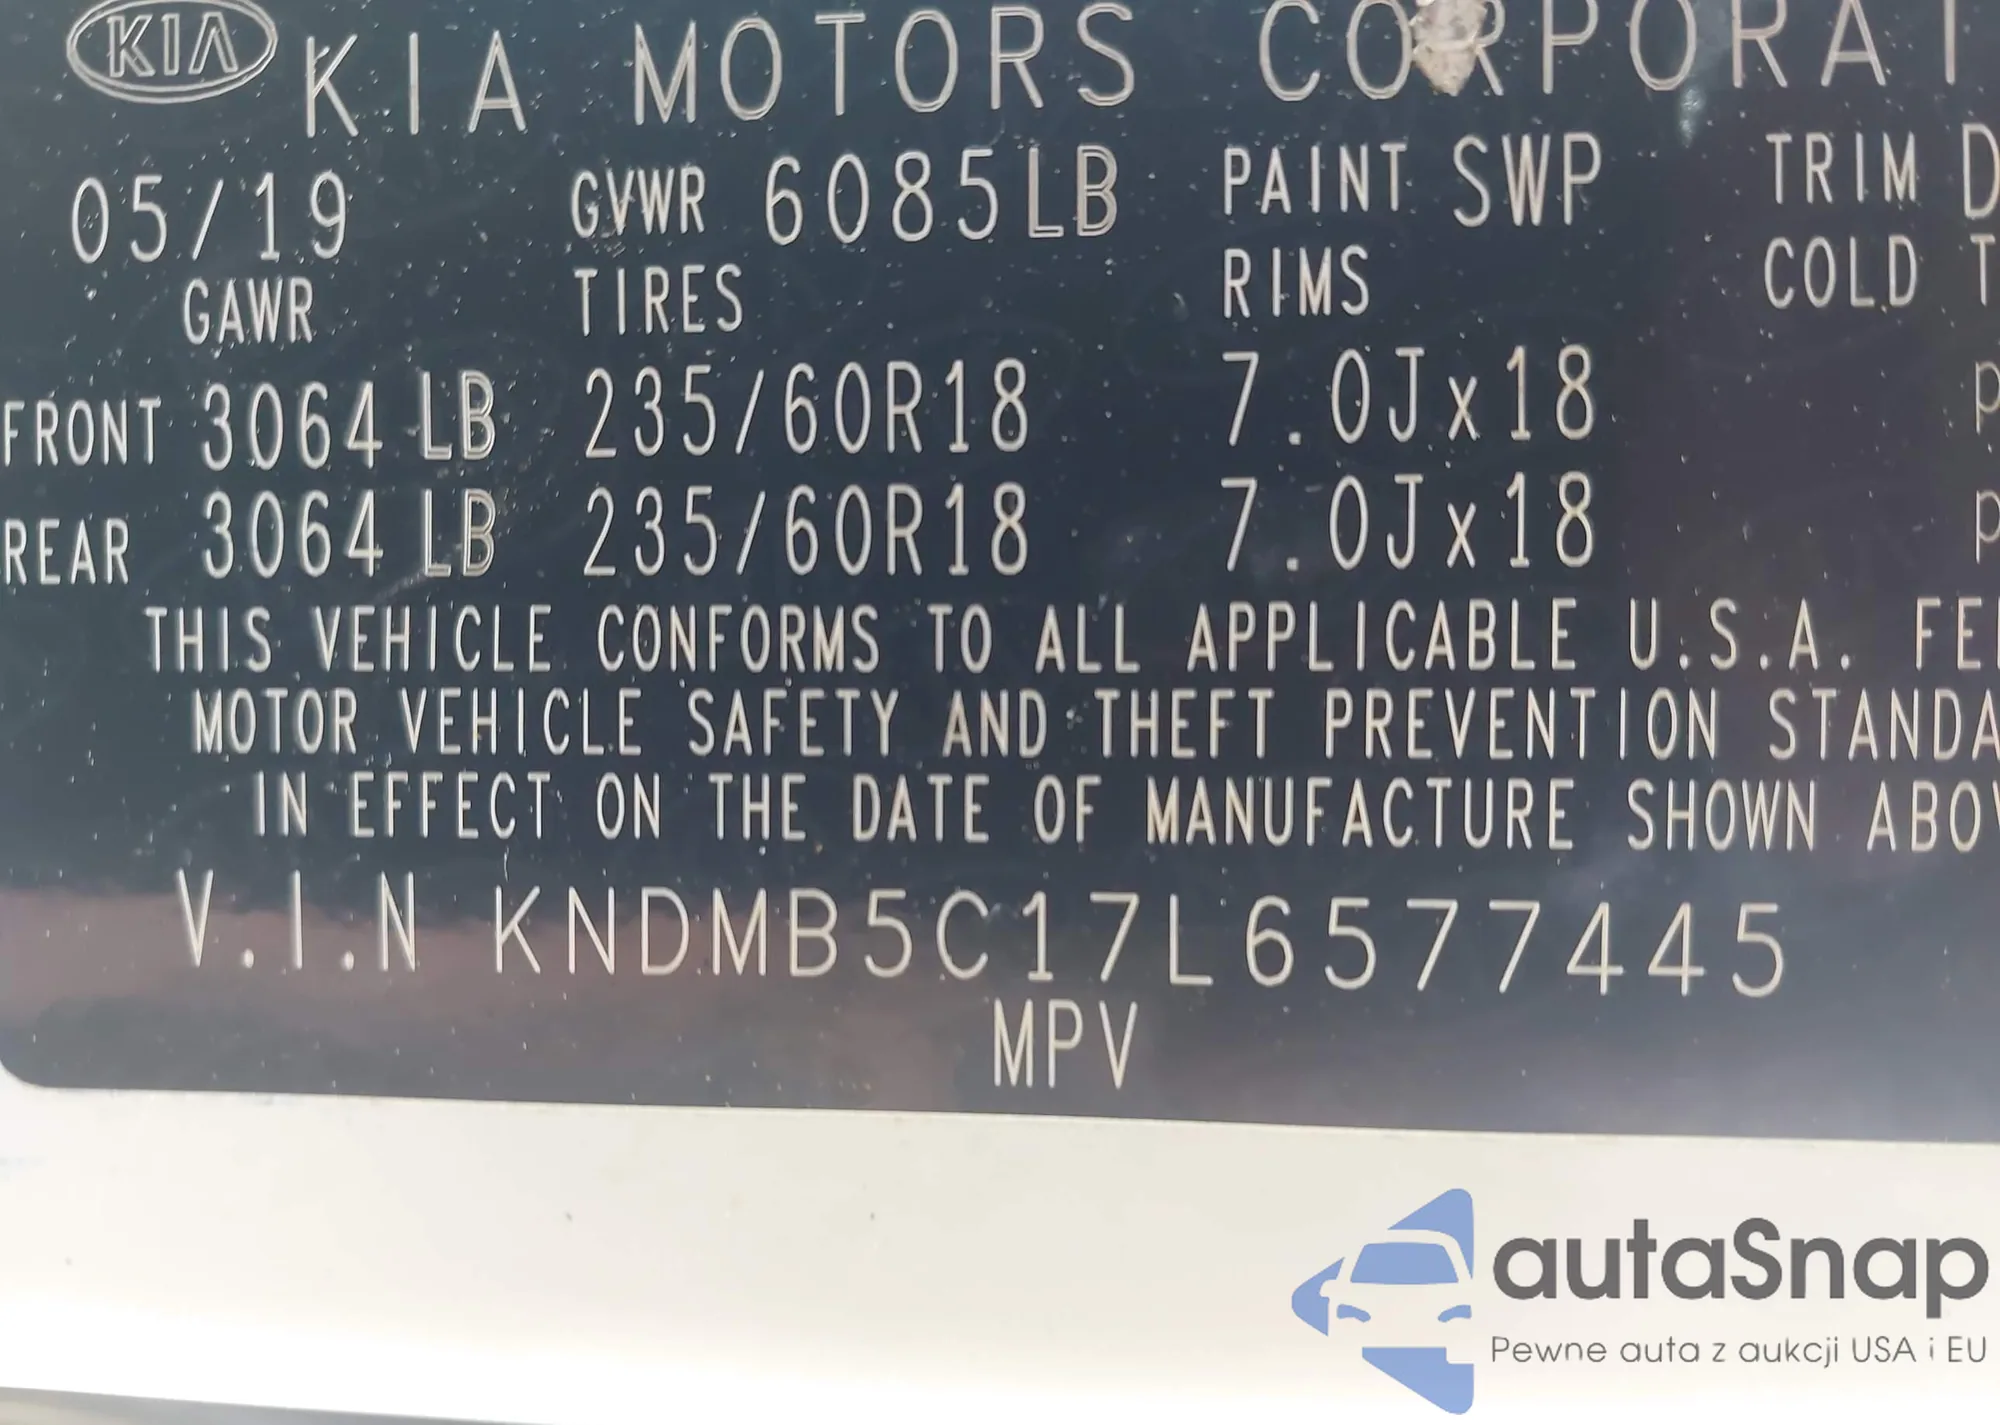 KIA KIA MOTORS CORPORAT
05/19 GVWR 6085LB PAINT SWP TRIM D
GAWR TIRES RIMS COLD T
FRONT 3064 LB 235/60R18 7.0Jx18 p
REAR 3064 LB 235/60R18 7.0Jx18 p
THIS VEHICLE CONFORMS TO ALL APPLICABLE U.S.A. FE
MOTOR VEHICLE SAFETY AND THEFT PREVENTION STANDA
IN EFFECT ON THE DATE OF MANUFACTURE SHOWN ABO
V.I.N KNDMB5C17L6577445
MPV
autaSnap
Pewne auta z aukcji USA i EU